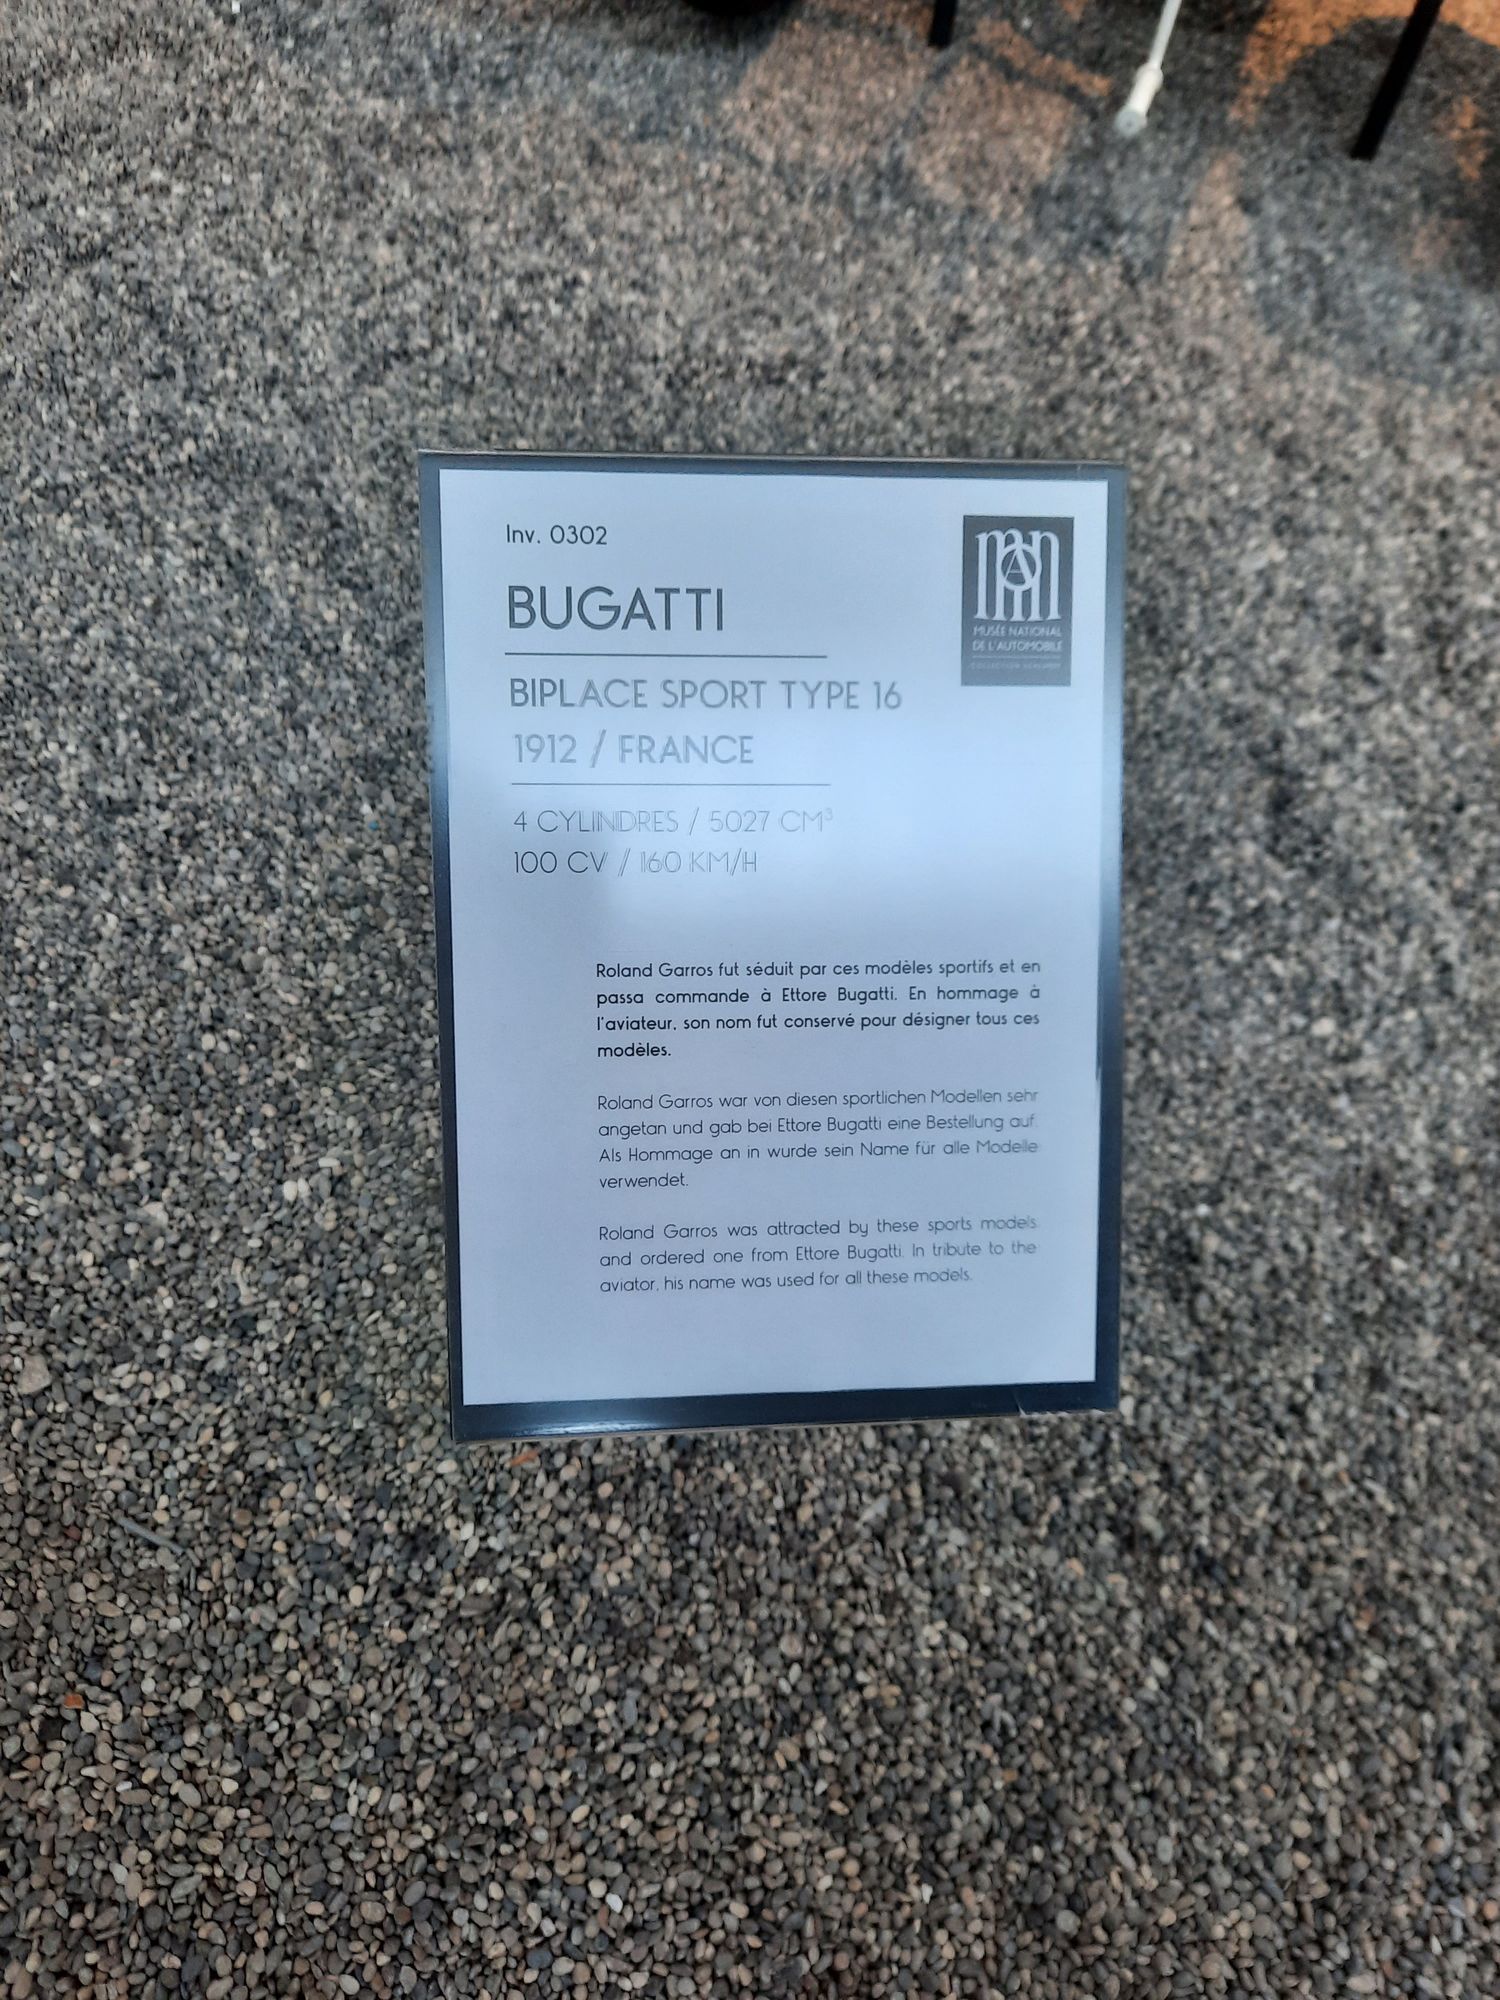 Inv. 0302
BUGATTI
BIPLACE SPORT TYPE 16
1912 / FRANCE
4 CYLINDRES / 5027 CM³
100 CV / 160 KM/H
MUSÉE NATIONAL
DE L'AUTOMOBILE
Roland Garros fut séduit par ces modèles sportifs et en
passa commande à Ettore Bugatti. En hommage à
l'aviateur, son nom fut conservé pour désigner tous ces
modèles.
Roland Garros war von diesen sportlichen Modellen sehr
angetan und gab bei Ettore Bugatti eine Bestellung auf.
Als Hommage an in wurde sein Name für alle Modelle
verwendet.
Roland Garros was attracted by these sports models
and ordered one from Ettore Bugatti. In tribute to the
aviator, his name was used for all these models.